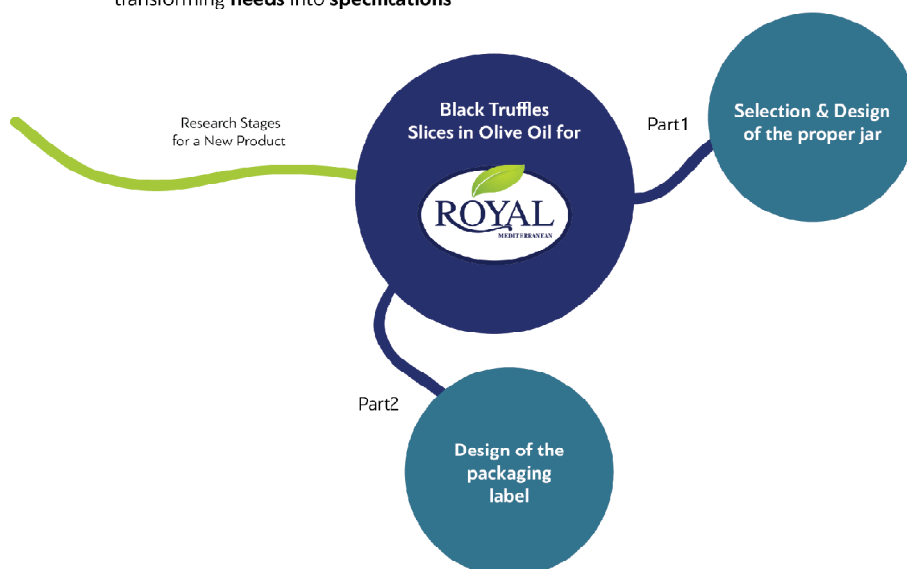 transforming needs into specifications
Research Stages
for a New Product
Black Truffles
Slices in Olive Oil for
ROYAL
MEDITERRANEAN
Part1
Selection & Design
of the proper jar
Part2
Design of the
packaging
label